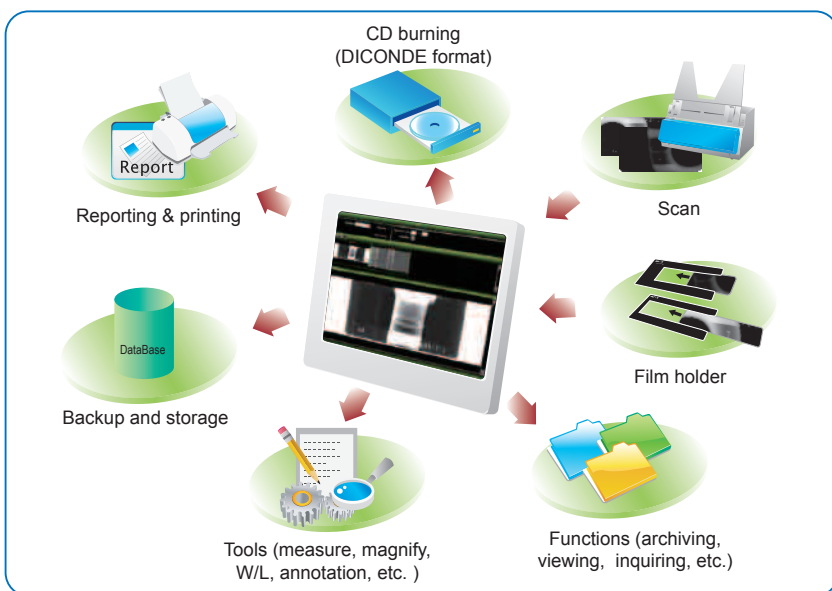 CD burning
(DICONDE format)
Report
Reporting & printing
Scan
DataBase
Backup and storage
Film holder
Tools (measure, magnify,
W/L, annotation, etc. )
Functions (archiving,
viewing, inquiring, etc.)